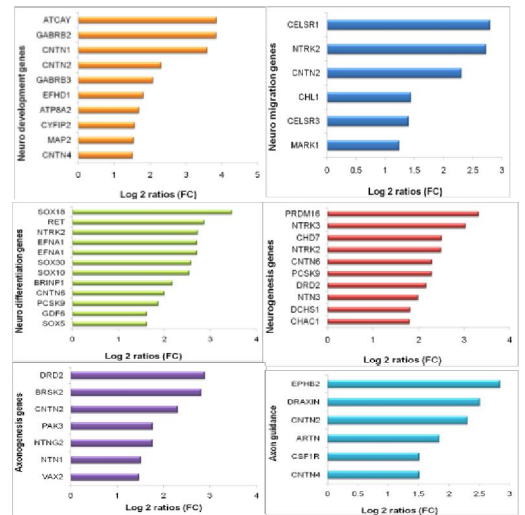 Neuro development genes
ATCAY
GABRB2
CNTN1
CNTN2
GABRB3
EFHD1
ATP8A2
CYFIP2
MAP2
CNTN4
0 1 2 3 4 5
Log 2 ratios (FC)
Neuro migration genes
CELSR1
NTRK2
CNTN2
CHL1
CELSR3
MARK1
0 0.5 1 1.5 2 2.5 3
Log 2 ratios (FC)
Neuro differentiation genes
SOX18
RET
NTRK2
EFNA1
EFNA1
SOX30
SOX10
BRINP1
CNTN6
PCSK9
GDF6
SOX5
0 1 2 3 4
Log 2 ratios (FC)
Neurogenesis genes
PRDM16
NTRK3
CHD7
NTRK2
CNTN6
PCSK9
DRD2
NTN3
DCHS1
CHAC1
0 1 2 3 4
Log 2 ratios (FC)
Axonogenesis genes
DRD2
BRSK2
CNTN2
PAK3
NTNG2
NTN1
VAX2
0 1 2 3 4
Log 2 ratios (FC)
Axon guidance
EPHB2
DRAXIN
CNTN2
ARTN
CSF1R
CNTN4
0 0.5 1 1.5 2 2.5 3
Log 2 ratios (FC)